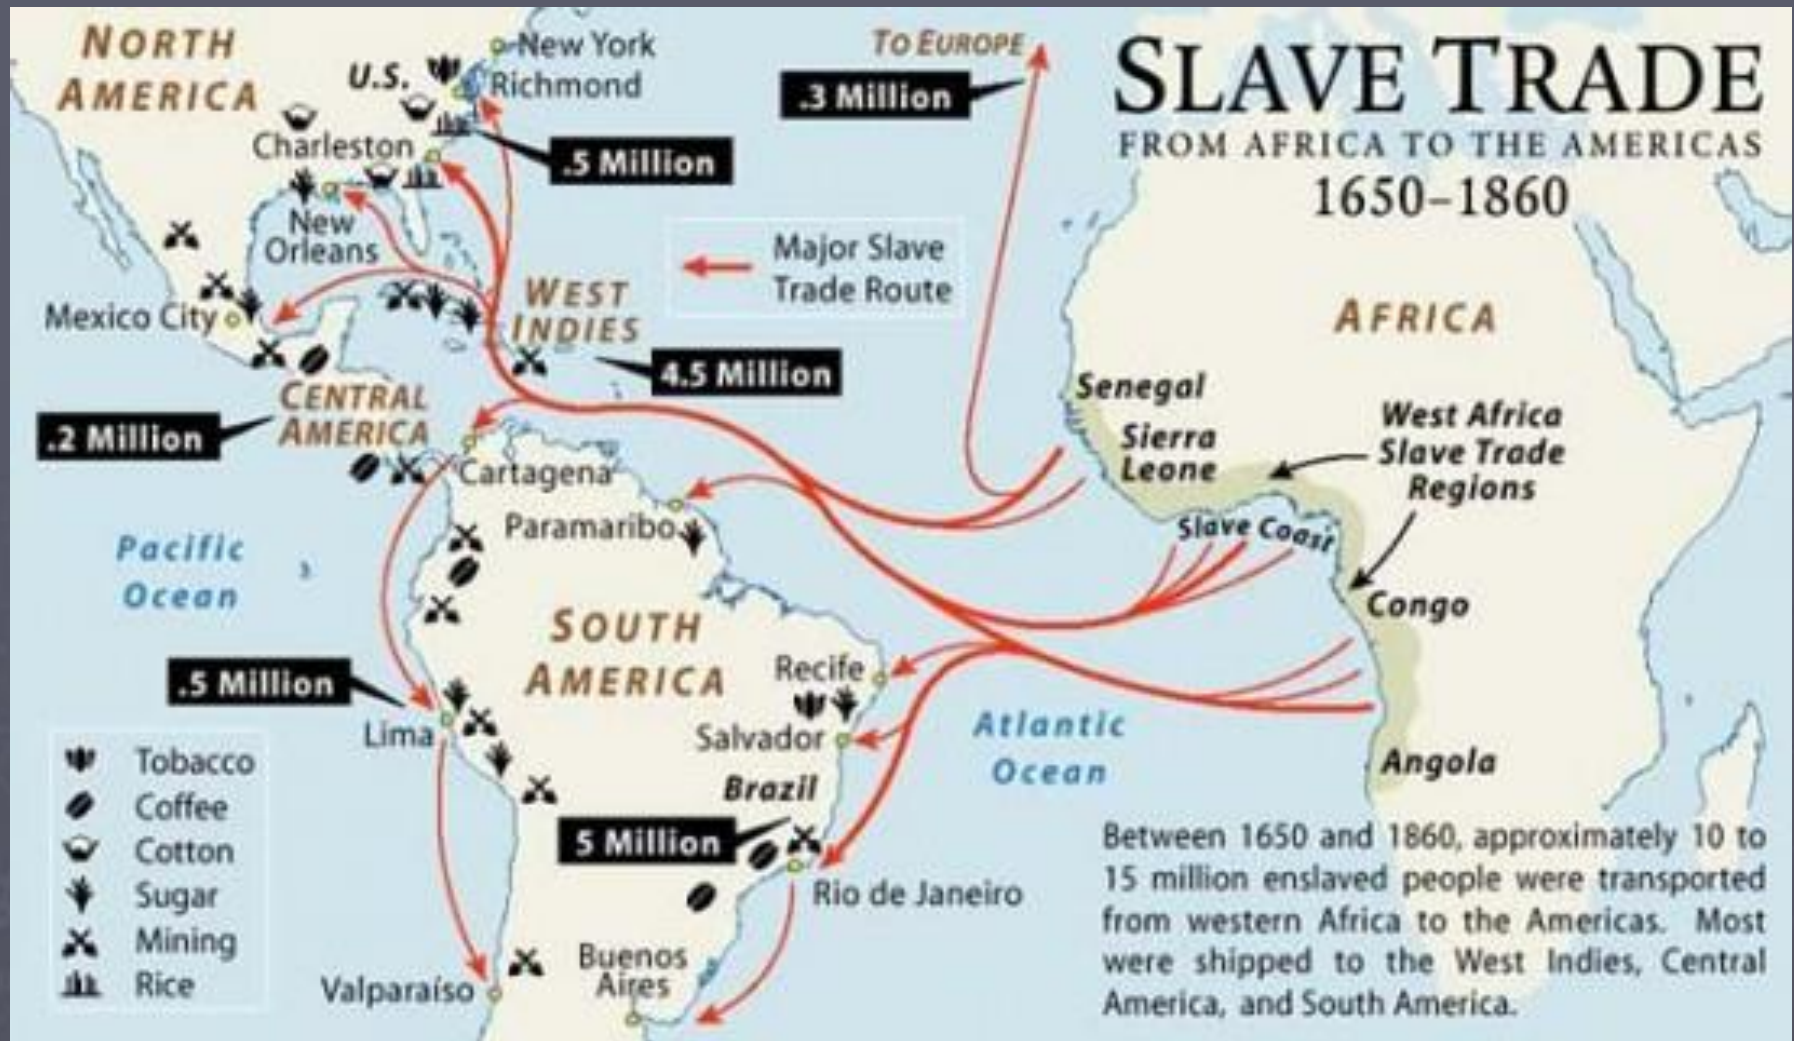 SLAVE TRADE
FROM AFRICA TO THE AMERICAS
1650–1860
NORTH
AMERICA
U.S.
New York
Richmond
.5 Million
Charleston
New
Orleans
Mexico City
TO EUROPE
.3 Million
Major Slave
Trade Route
WEST
INDIES
4.5 Million
CENTRAL
AMERICA
.2 Million
Cartagena
Paramaribo
Pacific
Ocean
SOUTH
AMERICA
.5 Million
Lima
Recife
Salvador
Brazil
5 Million
Rio de Janeiro
Buenos
Aires
Valparaíso
Atlantic
Ocean
AFRICA
Senegal
Sierra
Leone
West Africa
Slave Trade
Regions
Slave Coast
Congo
Angola
Tobacco
Coffee
Cotton
Sugar
Mining
Rice
Between 1650 and 1860, approximately 10 to
15 million enslaved people were transported
from western Africa to the Americas. Most
were shipped to the West Indies, Central
America, and South America.